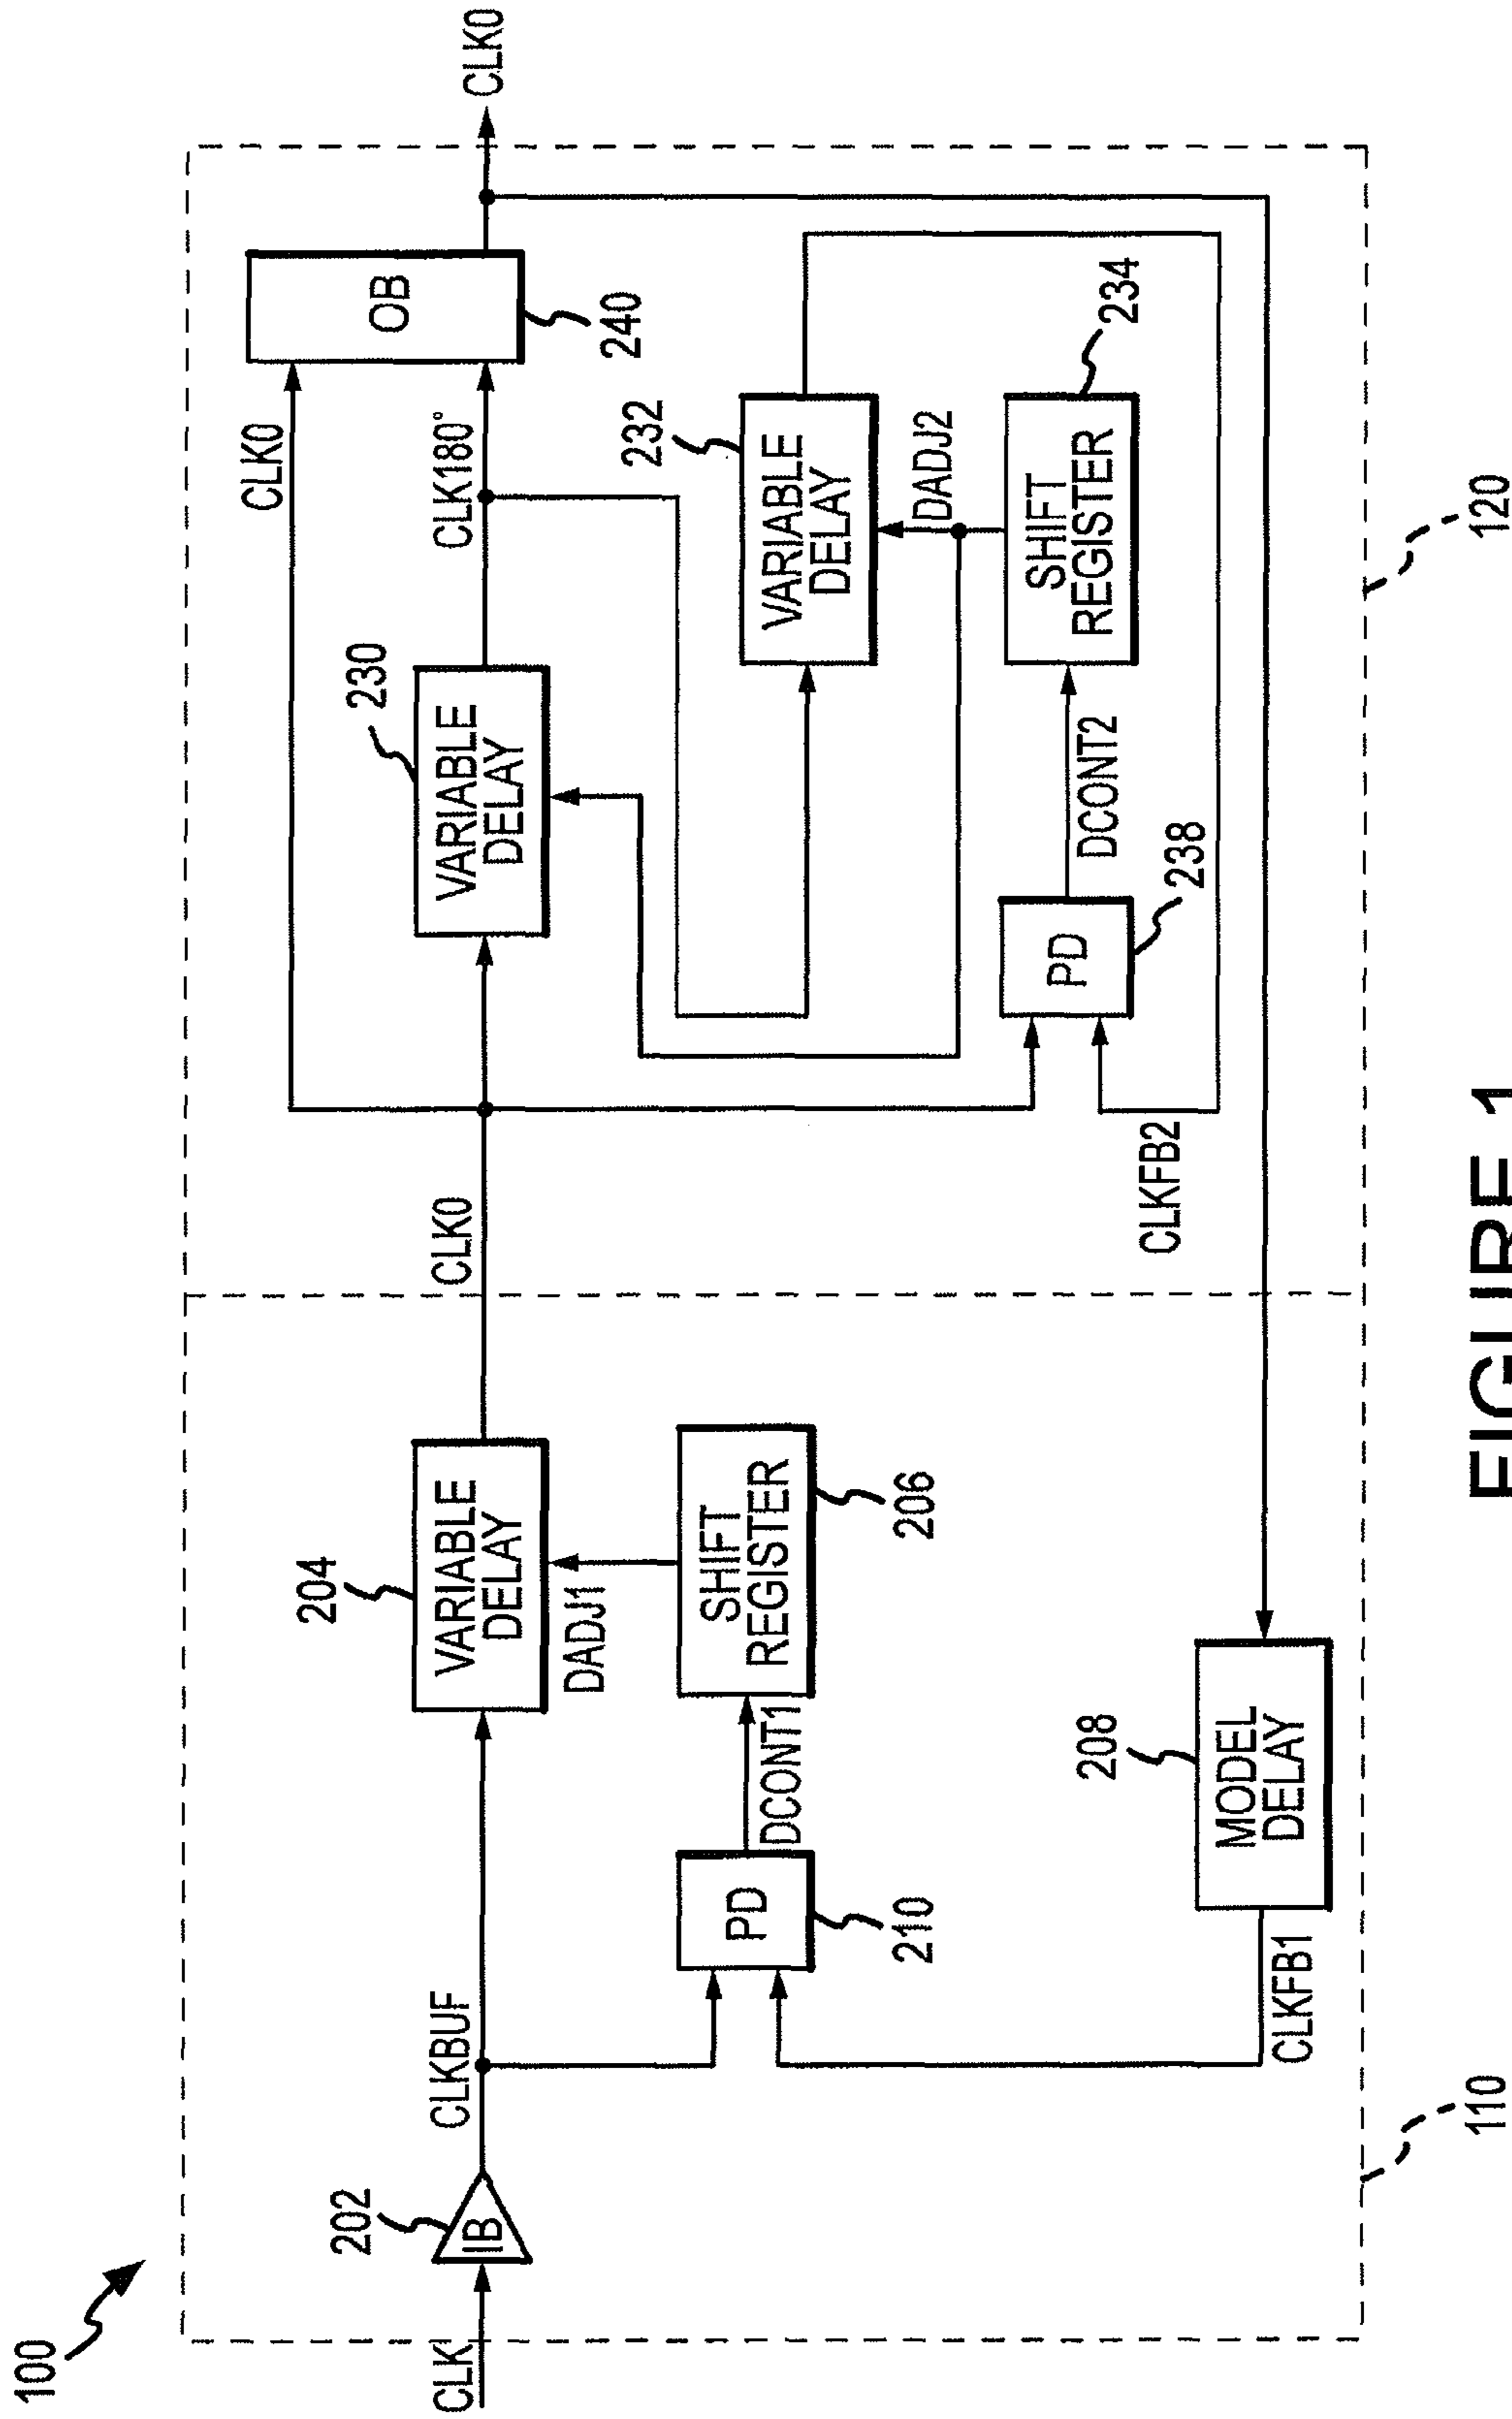 100
CLK
202
IB
CLKBUF
204
VARIABLE
DELAY
DADJ1
SHIFT
REGISTER
206
DCONT1
PD
210
208
MODEL
DELAY
CLKFB1
110
CLK0
CLK0
230
VARIABLE
DELAY
CLK180°
OB
240
CLK0
232
VARIABLE
DELAY
DADJ2
SHIFT
REGISTER
234
DCONT2
PD
238
CLKFB2
120
FIGURE 1